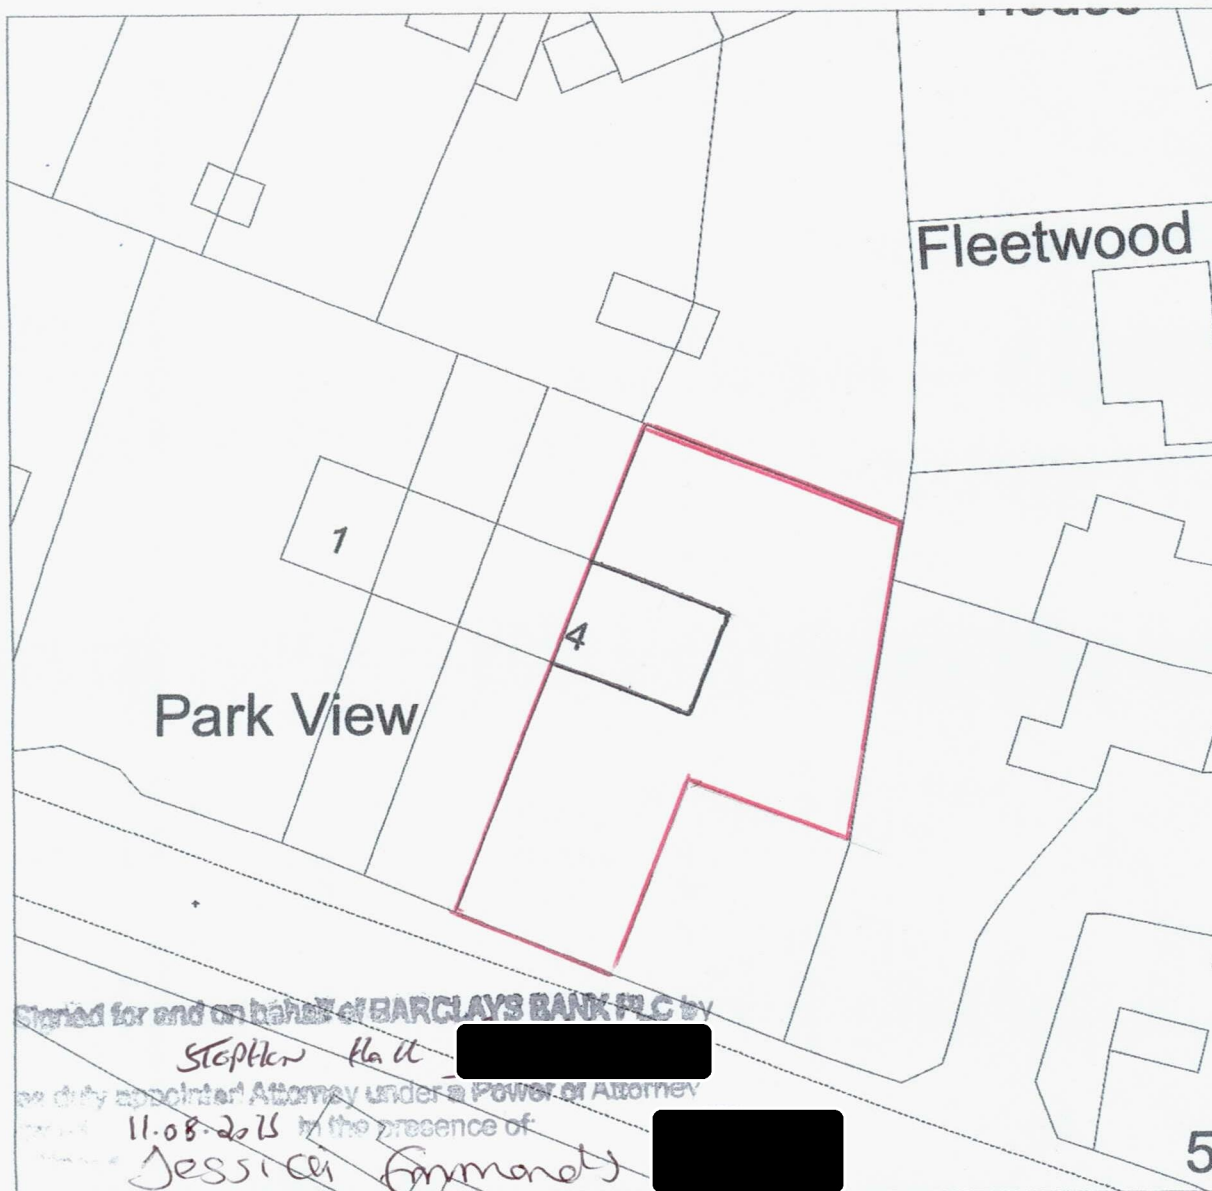 House
Fleetwood
1
4
Park View
Signed for and on behalf of BARCLAYS BANK PLC by
Stephen Hall
as duly appointed Attorney under a Power of Attorney
11.08.2015 in the presence of:
Jessica
5